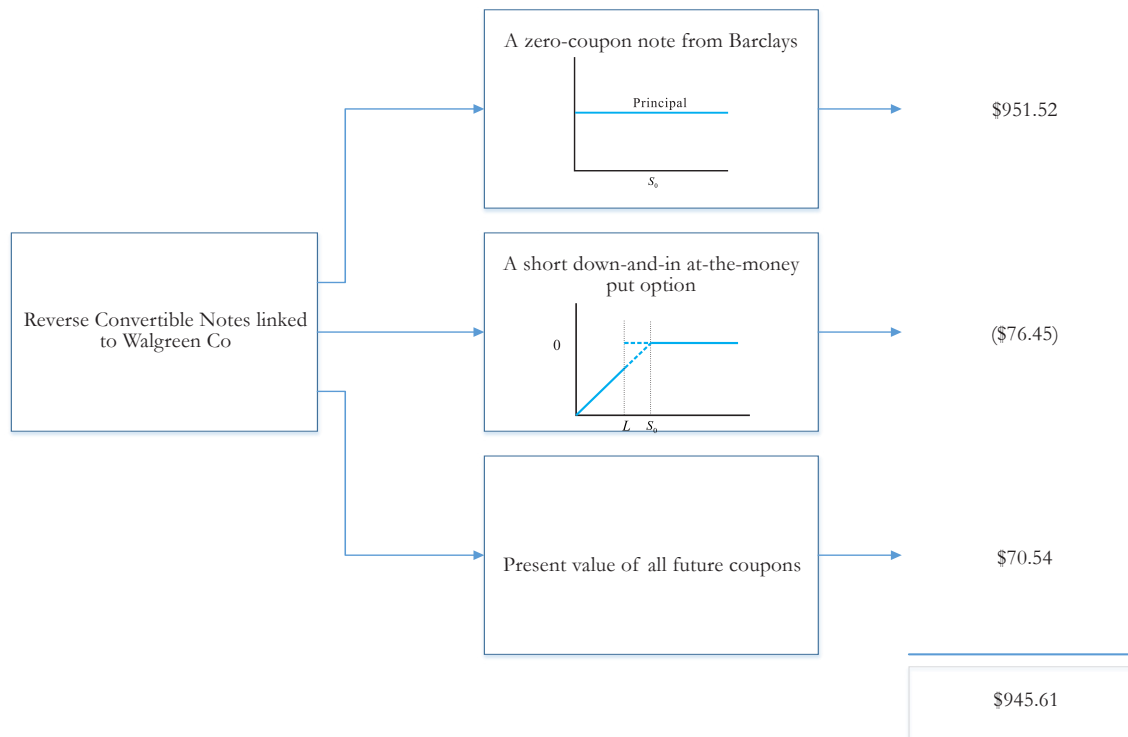 Reverse Convertible Notes linked
to Walgreen Co
A zero-coupon note from Barclays
Principal
S₀
$951.52
A short down-and-in at-the-money
put option
0
L S₀
($76.45)
Present value of all future coupons
$70.54
$945.61